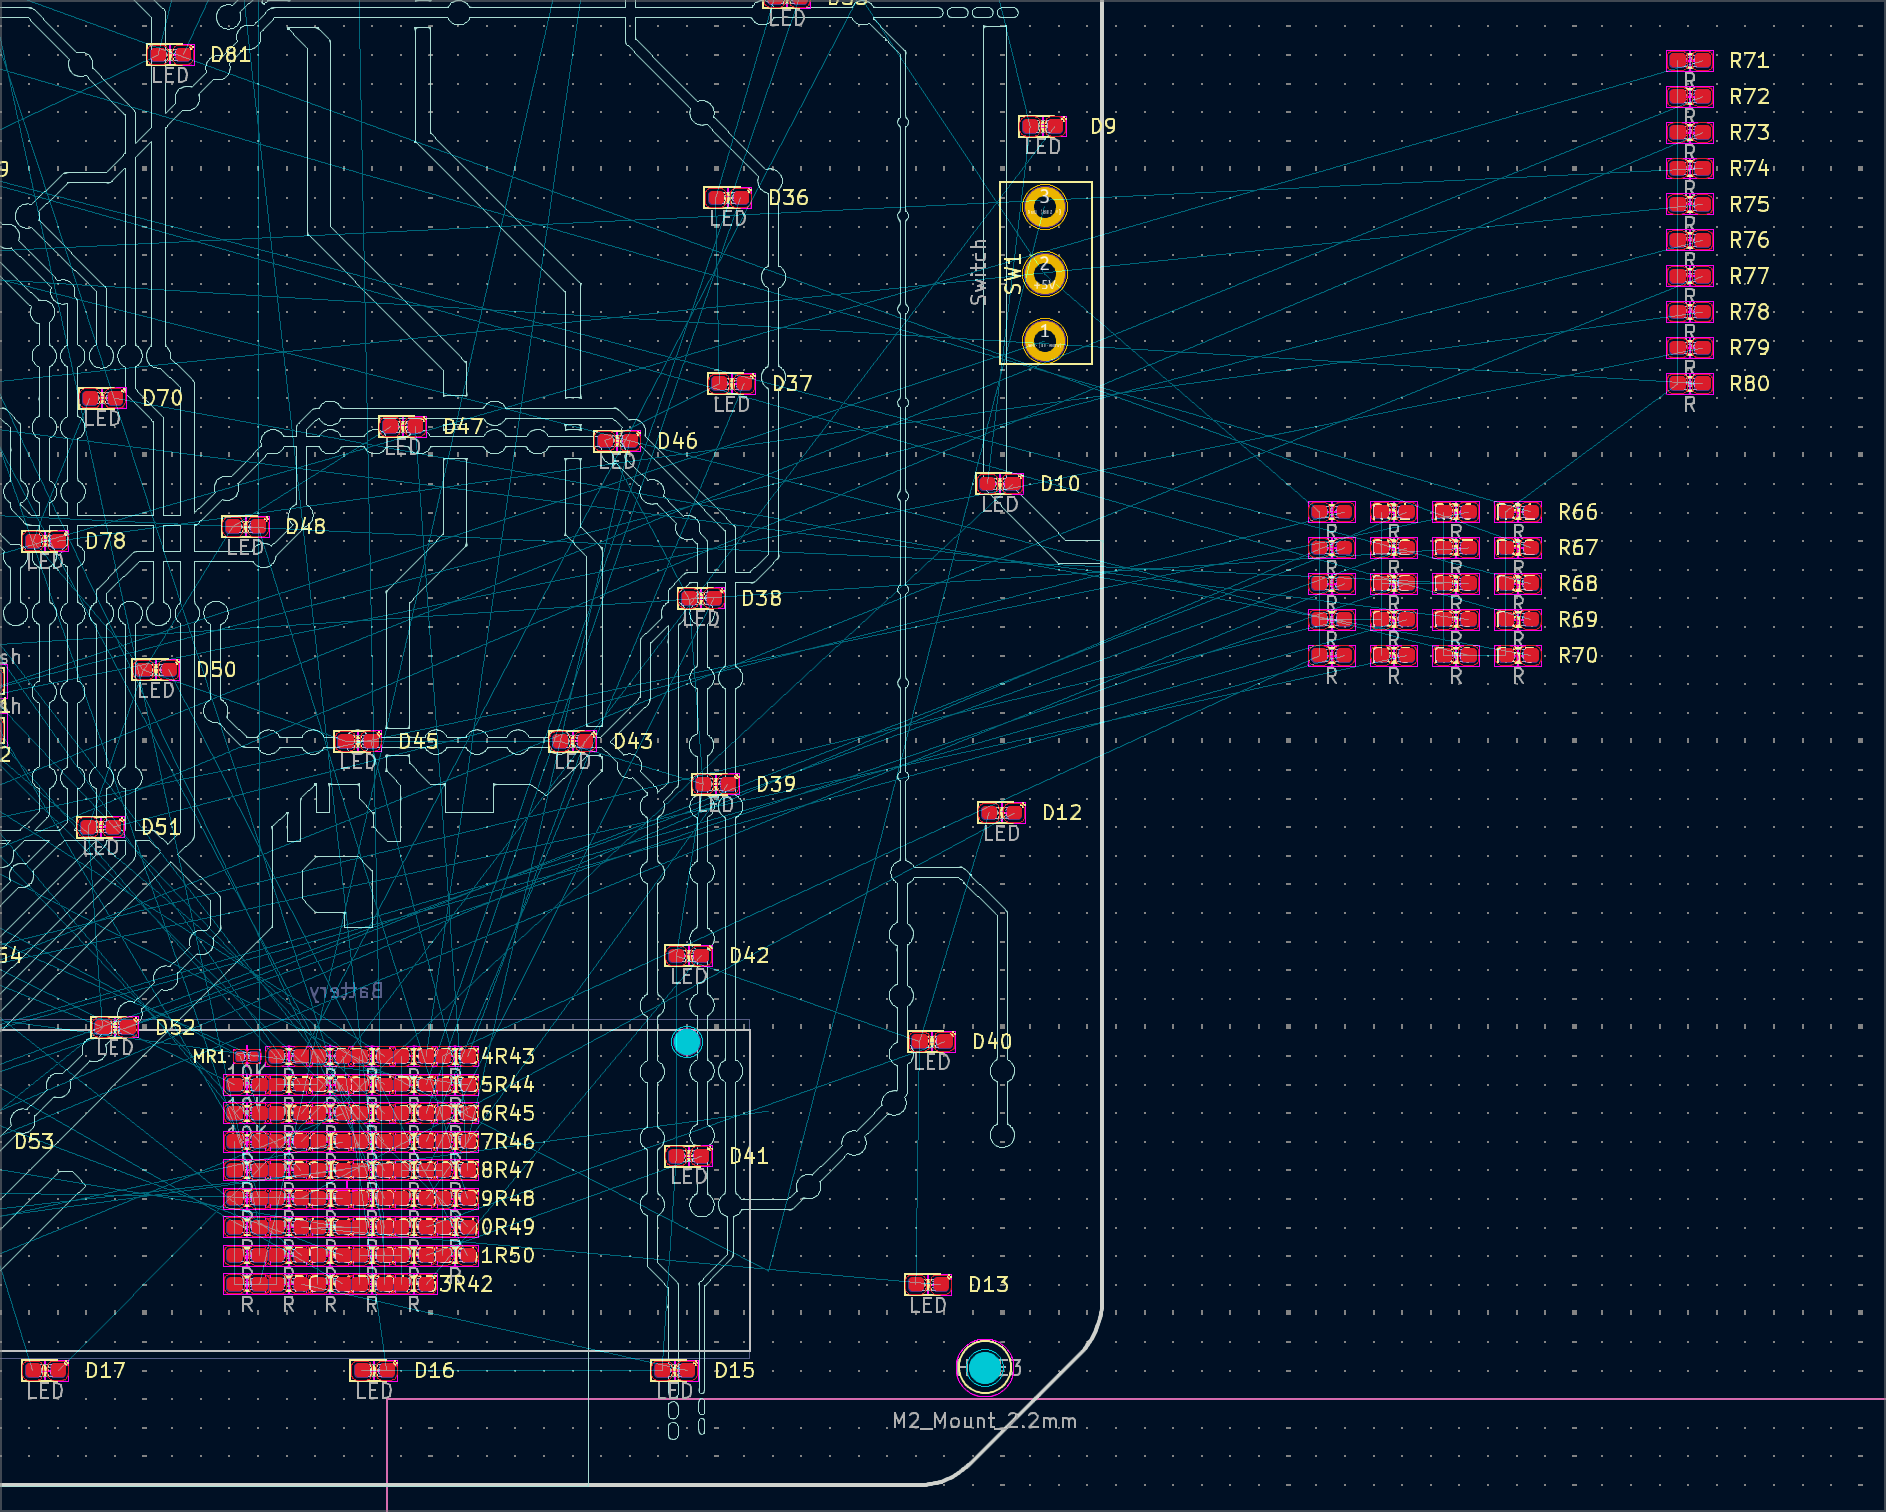 LED
D81
LED
R71
R
R72
R
R73
R
R74
R
R75
R
R76
R
R77
R
R78
R
R79
R
R80
R
D9
LED
D36
LED
3
2
+5V
1
SW1
Switch
D37
LED
D70
LED
D47
LED
D46
LED
D10
LED
D48
LED
D78
LED
R66
R R R R
R67
R R R R
R68
R R R R
R69
R R R R
R70
R R R R
D38
LED
D50
LED
D45
LED
D43
LED
D39
LED
D12
LED
D51
LED
D42
LED
Battery
D52
LED
D40
LED
MR1
4R43
10K
5R44
6R45
7R46
8R47
9R48
0R49
1R50
3R42
R R R R R
D53
D41
LED
D13
LED
D17
LED
D16
LED
D15
LED
M2_Mount_2.2mm